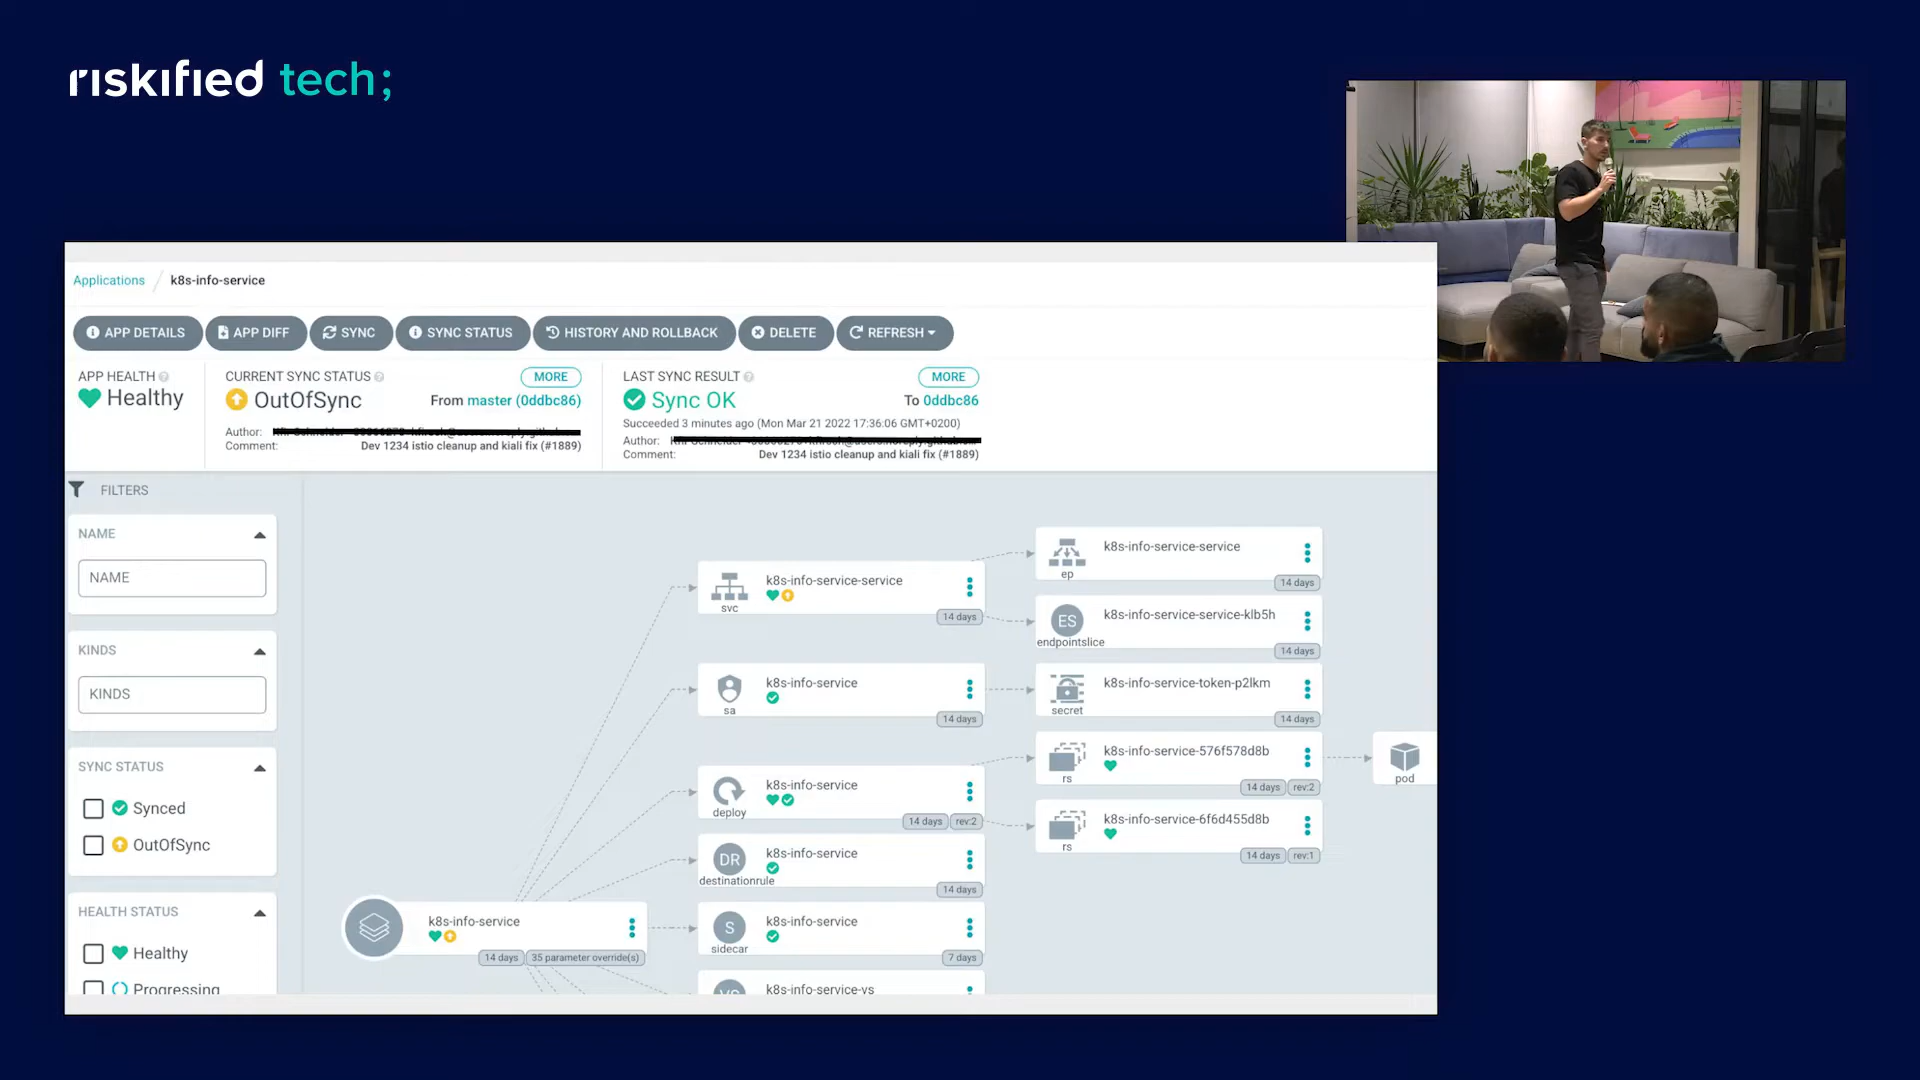 riskified tech;
Applications / k8s-info-service
APP DETAILS APP DIFF SYNC SYNC STATUS HISTORY AND ROLLBACK DELETE REFRESH
APP HEALTH
Healthy
CURRENT SYNC STATUS MORE
OutOfSync From master (0ddbc86)
Author:
Comment: Dev 1234 istio cleanup and kiali fix (#1889)
LAST SYNC RESULT MORE
Sync OK To 0ddbc86
Succeeded 3 minutes ago (Mon Mar 21 2022 17:36:06 GMT+0200)
Author:
Comment: Dev 1234 istio cleanup and kiali fix (#1889)
FILTERS
NAME
NAME
KINDS
KINDS
SYNC STATUS
Synced
OutOfSync
HEALTH STATUS
Healthy
Progressing
k8s-info-service
14 days 35 parameter override(s)
k8s-info-service-service
svc
14 days
k8s-info-service
sa
14 days
k8s-info-service
deploy
14 days rev:2
DR
k8s-info-service
destinationrule
14 days
S
k8s-info-service
sidecar
7 days
VS
k8s-info-service-vs
k8s-info-service-service
ep
14 days
ES
k8s-info-service-service-klb5h
endpointslice
14 days
k8s-info-service-token-p2lkm
secret
14 days
k8s-info-service-576f578d8b
rs
14 days rev:2
k8s-info-service-6f6d455d8b
rs
14 days rev:1
pod